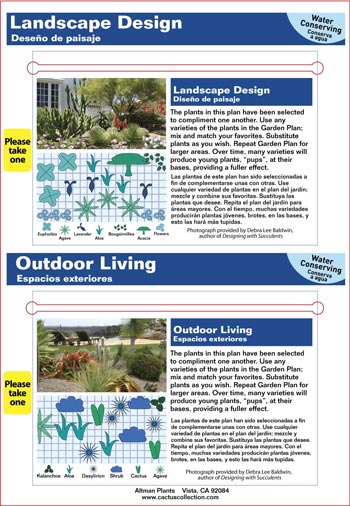 Landscape Design
Deseño de paisaje
Water
Conserving
Conserva
a agua
Please
take
one
Landscape Design
Diseño de paisaje
The plants in this plan have been selected
to compliment one another. Use any
varieties of the plants in the Garden Plan;
mix and match your favorites. Substitute
plants as you wish. Repeat Garden Plan for
larger areas. Over time, many varieties will
produce young plants, “pups”, at their
bases, providing a fuller effect.
Las plantas de este plan han sido seleccionadas a
fin de complementarse unas con otras. Use
cualquier variedad de plantas en el plan del jardín;
mezcle y combine sus favoritas. Sustituya las
plantas que desee. Repita el plan del jardín para
áreas mayores. Con el tiempo, muchas variedades
producirán plantas jóvenes, brotes, en las bases, y
esto las hará más tupidas.
Photograph provided by Debra Lee Baldwin,
author of Designing with Succulents
Euphorbia Agave Lavender Aloe Bougainvillea Acacia Flowers
Outdoor Living
Espacios exteriores
Water
Conserving
Conserva
a agua
Please
take
one
Outdoor Living
Espacios exteriores
The plants in this plan have been selected
to compliment one another. Use any
varieties of the plants in the Garden Plan;
mix and match your favorites. Substitute
plants as you wish. Repeat Garden Plan for
larger areas. Over time, many varieties will
produce young plants, “pups”, at their
bases, providing a fuller effect.
Las plantas de este plan han sido seleccionadas a fin
de complementarse unas con otras. Use cualquier
variedad de plantas en el plan del jardín; mezcle y
combine sus favoritas. Sustituya las plantas que desee.
Repita el plan del jardín para áreas mayores. Con el
tiempo, muchas variedades producirán plantas jóvenes,
brotes, en las bases, y esto las hará más tupidas.
Photograph provided by Debra Lee Baldwin,
author of Designing with Succulents
Kalanchoe Aloe Dasylirion Shrub Cactus Agave
Altman Plants Vista, CA 92084
www.cactuscollection.com